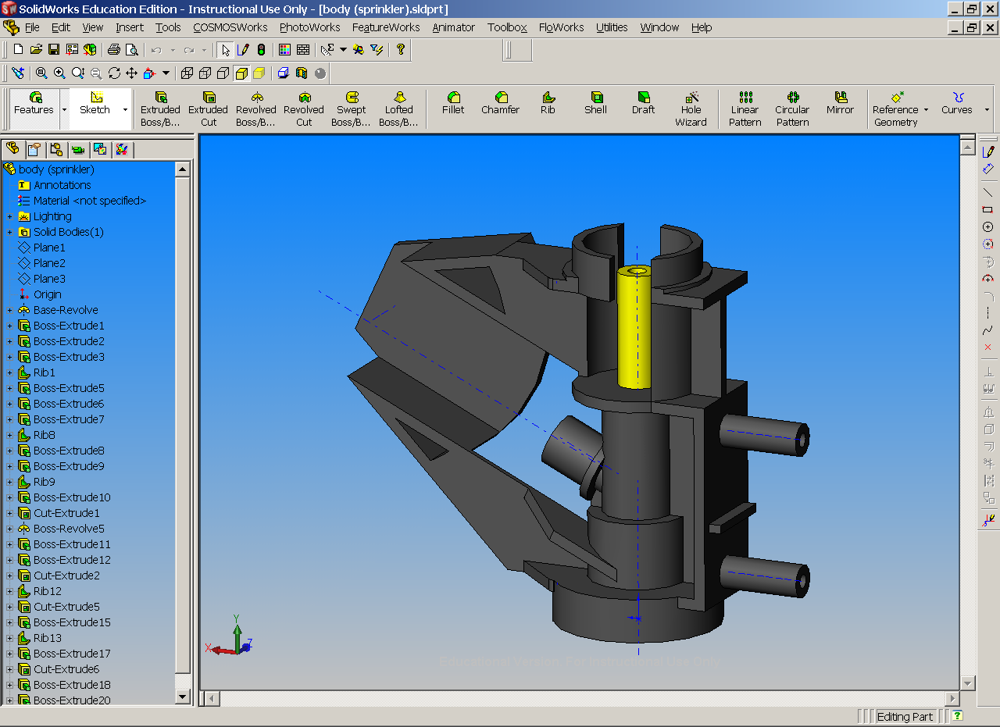 SolidWorks Education Edition - Instructional Use Only - [body (sprinkler).sldprt]
File Edit View Insert Tools COSMOSWorks PhotoWorks FeatureWorks Animator Toolbox FloWorks Utilities Window Help
Features Sketch Extruded Boss/B... Extruded Cut Revolved Boss/B... Revolved Cut Swept Boss/B... Lofted Boss/B... Fillet Chamfer Rib Shell Draft Hole Wizard Linear Pattern Circular Pattern Mirror Reference Geometry Curves
body (sprinkler)
Annotations
Material <not specified>
Lighting
Solid Bodies(1)
Plane1
Plane2
Plane3
Origin
Base-Revolve
Boss-Extrude1
Boss-Extrude2
Boss-Extrude3
Rib1
Boss-Extrude5
Boss-Extrude6
Boss-Extrude7
Rib8
Boss-Extrude8
Boss-Extrude9
Rib9
Boss-Extrude10
Cut-Extrude1
Boss-Revolve5
Boss-Extrude11
Boss-Extrude12
Cut-Extrude2
Rib12
Cut-Extrude5
Boss-Extrude15
Rib13
Boss-Extrude17
Cut-Extrude6
Boss-Extrude18
Boss-Extrude20
Y
X
Z
Educational Version. For Instructional Use Only
Editing Part